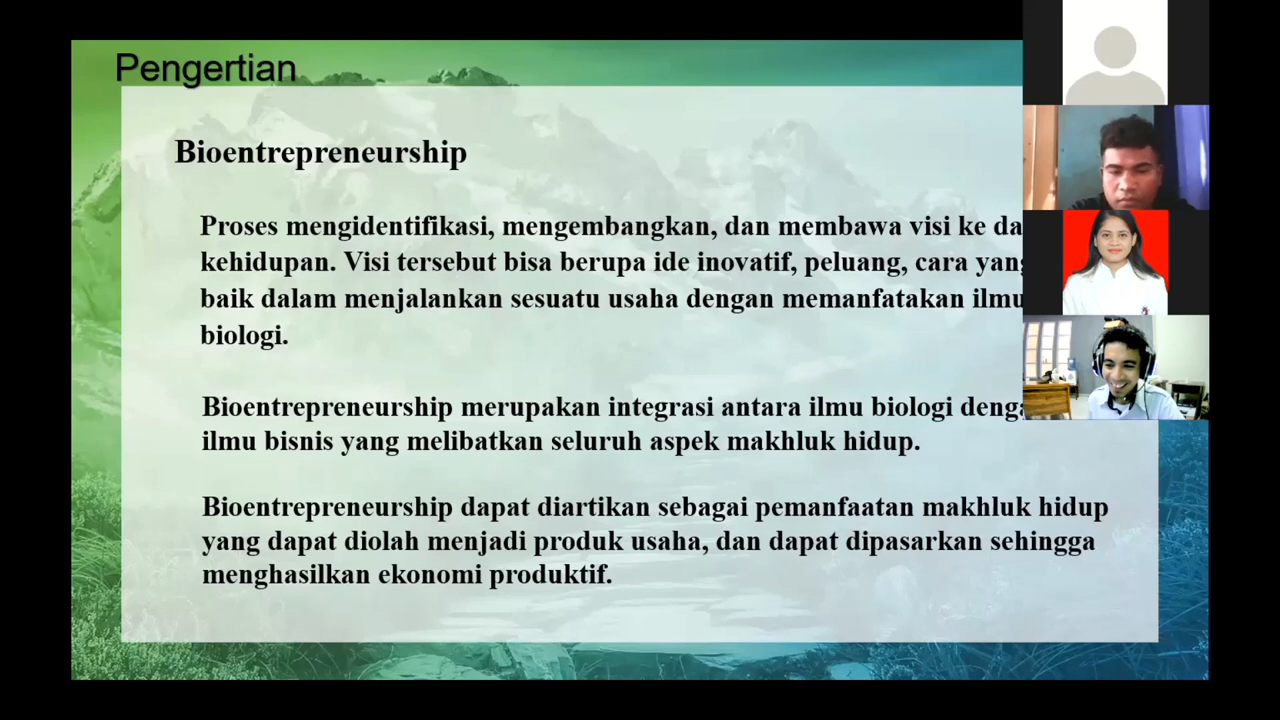 Pengertian
Bioentrepreneurship
Proses mengidentifikasi, mengembangkan, dan membawa visi ke
kehidupan. Visi tersebut bisa berupa ide inovatif, peluang, cara
baik dalam menjalankan sesuatu usaha dengan memanfatakan ilmu
biologi.
Bioentrepreneurship merupakan integrasi antara ilmu biologi
ilmu bisnis yang melibatkan seluruh aspek makhluk hidup.
Bioentrepreneurship dapat diartikan sebagai pemanfaatan makhluk hidup
yang dapat diolah menjadi produk usaha, dan dapat dipasarkan sehingga
menghasilkan ekonomi produktif.